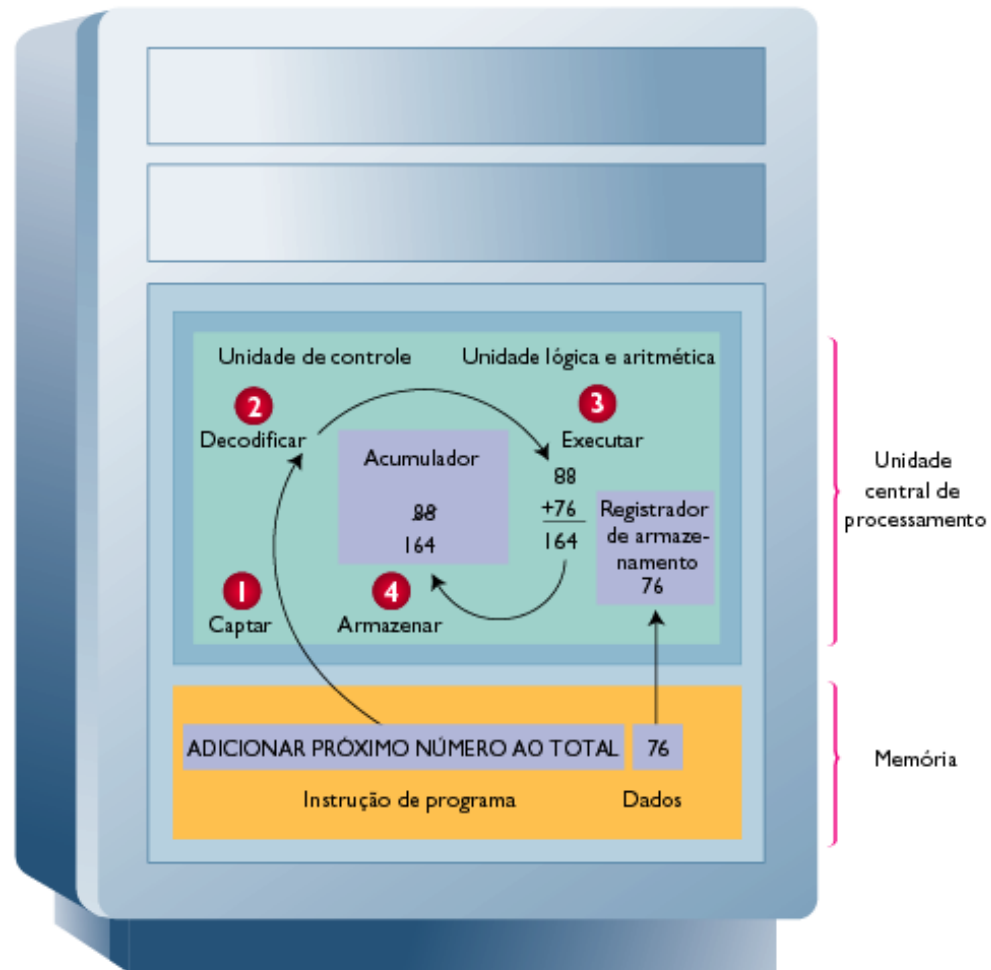 Unidade de controle
Unidade lógica e aritmética
2
Decodificar
3
Executar
Acumulador
88
164
88
+76
164
Registrador
de armaze-
namento
76
1
Captar
4
Armazenar
Unidade
central de
processamento
ADICIONAR PRÓXIMO NÚMERO AO TOTAL
76
Instrução de programa
Dados
Memória